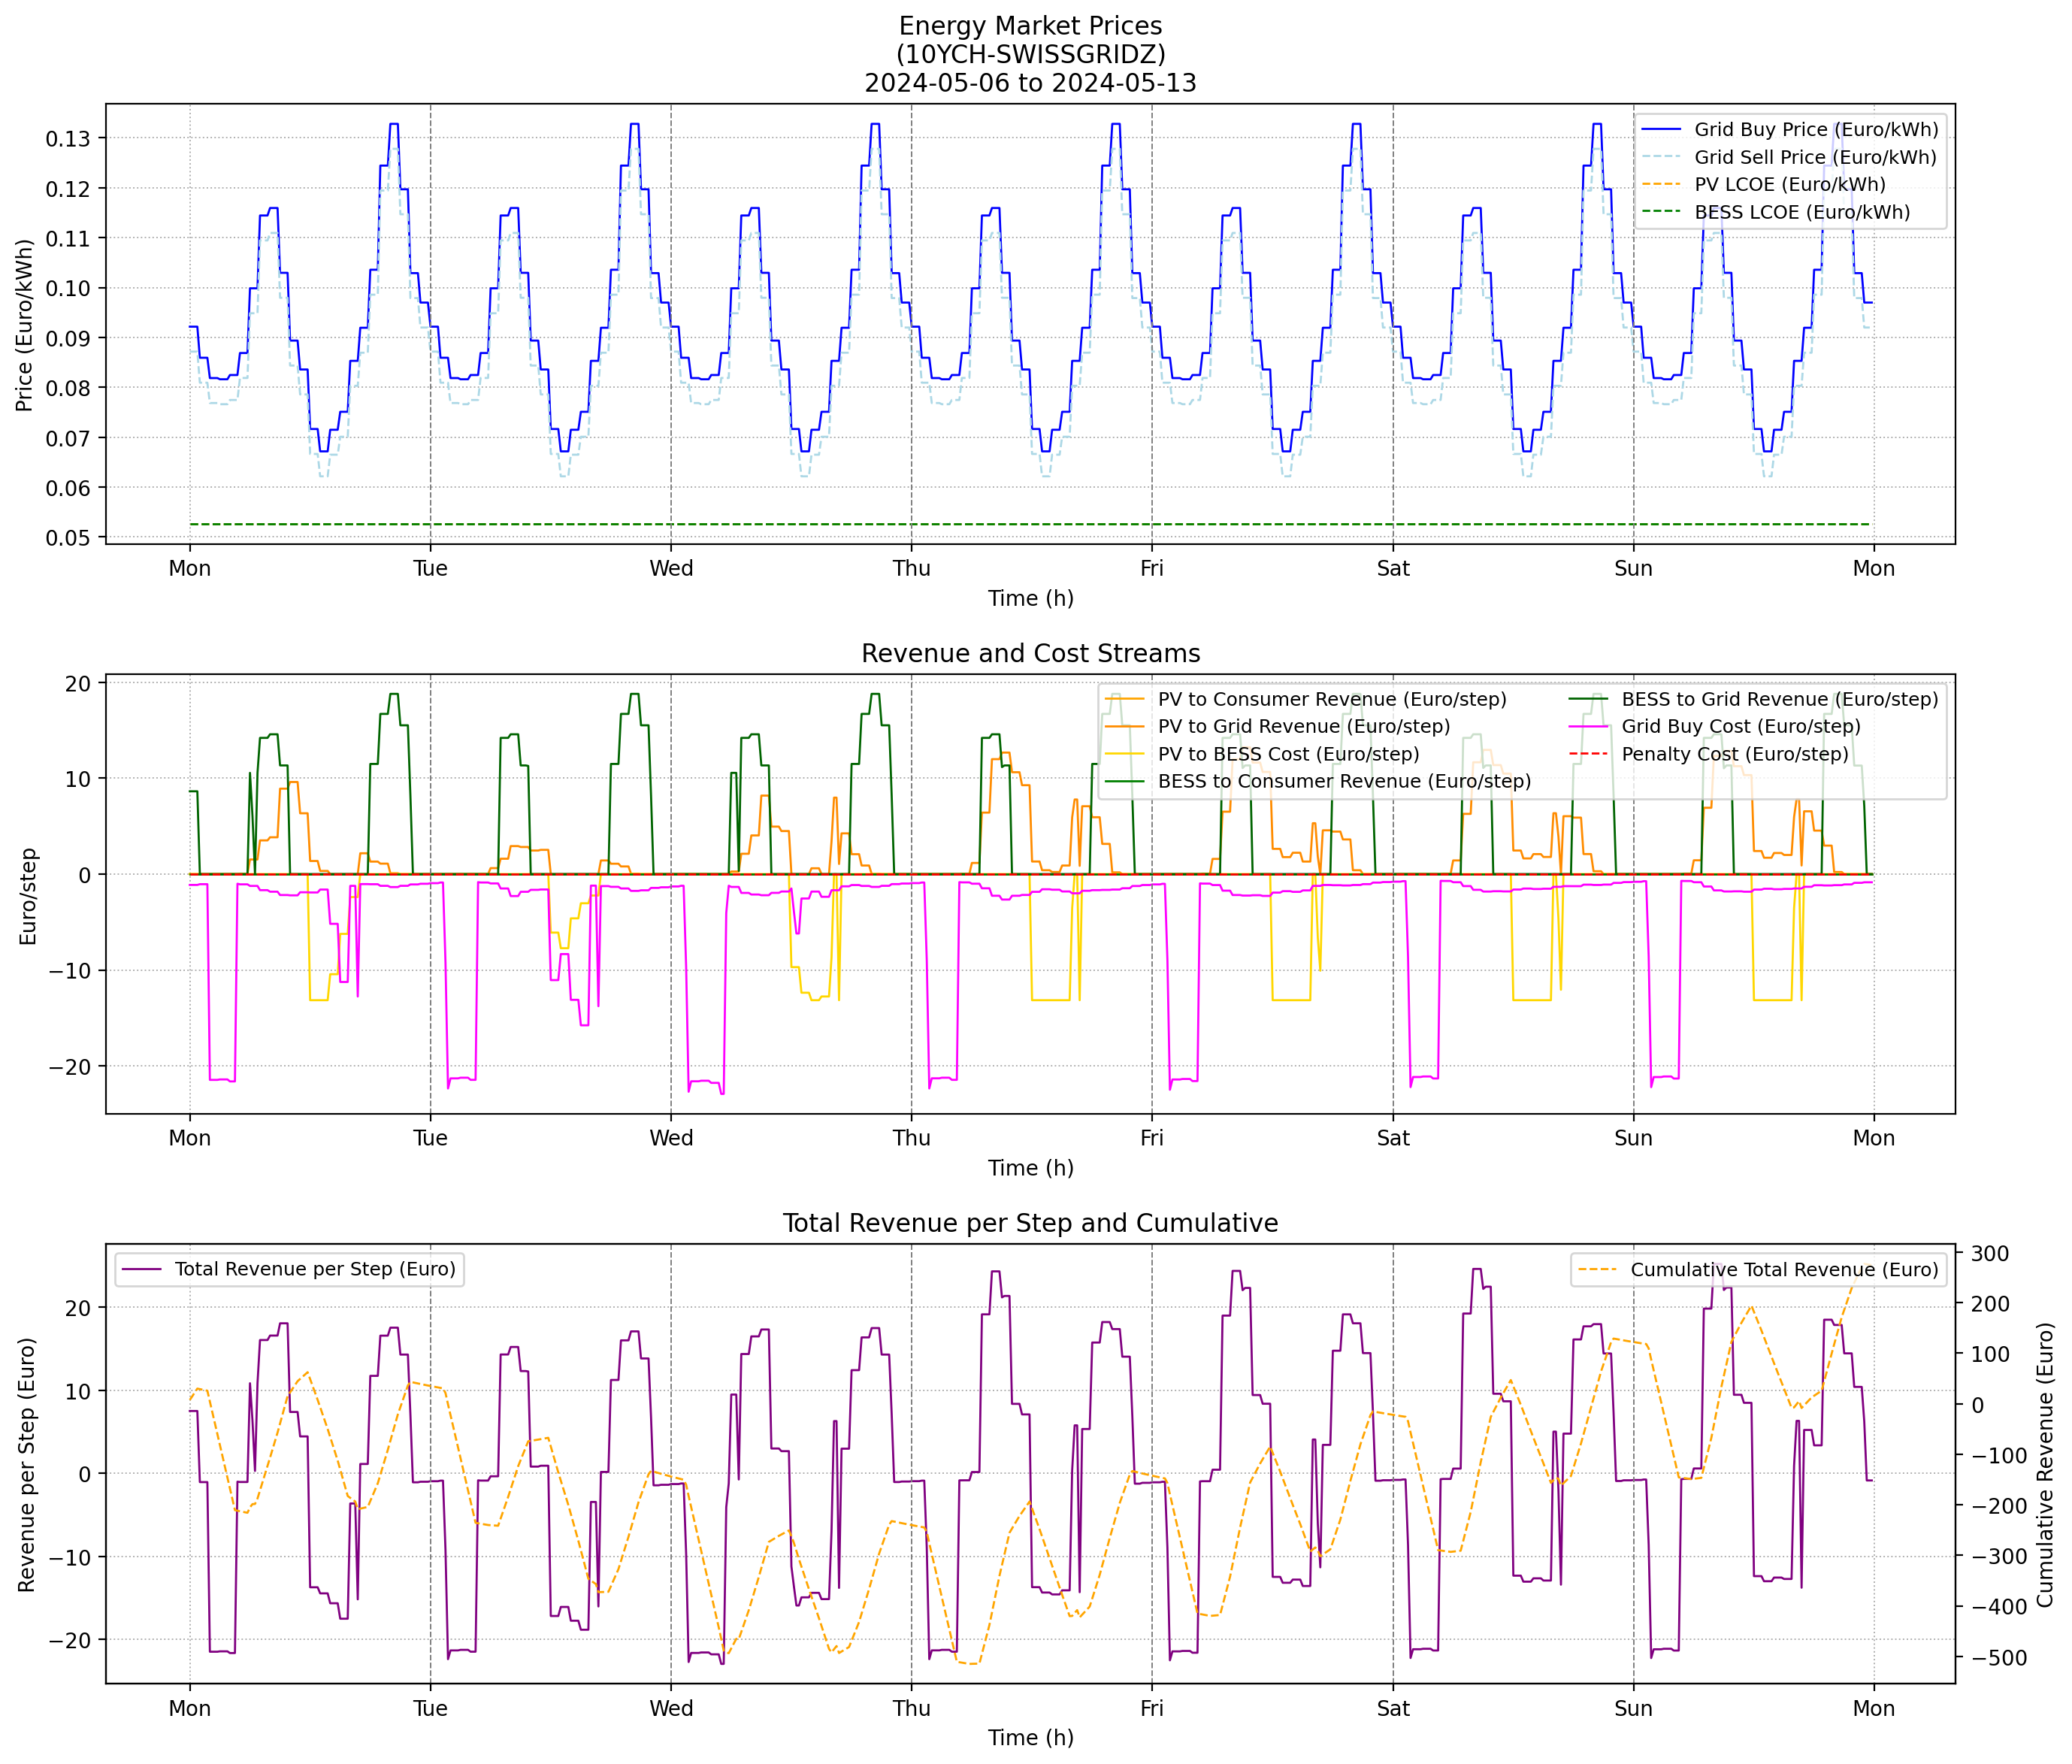 Energy Market Prices
(10YCH-SWISSGRIDZ)
2024-05-06 to 2024-05-13
Price (Euro/kWh)
0.13
0.12
0.11
0.10
0.09
0.08
0.07
0.06
0.05
Grid Buy Price (Euro/kWh)
Grid Sell Price (Euro/kWh)
PV LCOE (Euro/kWh)
BESS LCOE (Euro/kWh)
Mon Tue Wed Thu Fri Sat Sun Mon
Time (h)
Revenue and Cost Streams
Euro/step
20
10
0
−10
−20
PV to Consumer Revenue (Euro/step)
PV to Grid Revenue (Euro/step)
PV to BESS Cost (Euro/step)
BESS to Consumer Revenue (Euro/step)
BESS to Grid Revenue (Euro/step)
Grid Buy Cost (Euro/step)
Penalty Cost (Euro/step)
Mon Tue Wed Thu Fri Sat Sun Mon
Time (h)
Total Revenue per Step and Cumulative
Revenue per Step (Euro)
20
10
0
−10
−20
Total Revenue per Step (Euro)
Cumulative Total Revenue (Euro)
300
200
100
0
−100
−200
−300
−400
−500
Cumulative Revenue (Euro)
Mon Tue Wed Thu Fri Sat Sun Mon
Time (h)